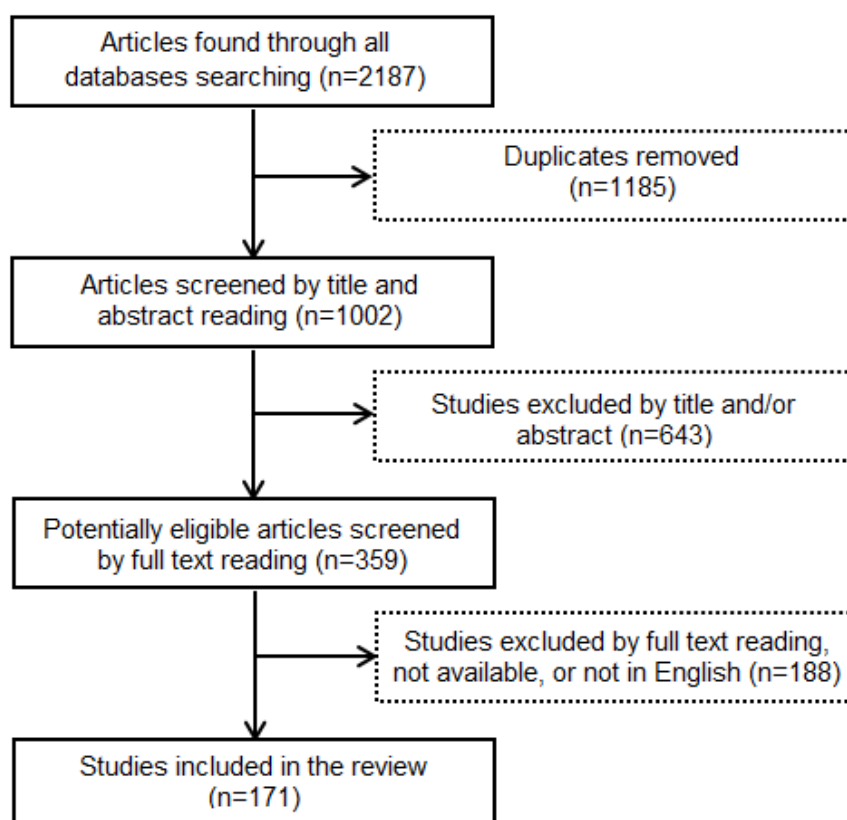 Articles found through all
databases searching (n=2187)
Duplicates removed
(n=1185)
Articles screened by title and
abstract reading (n=1002)
Studies excluded by title and/or
abstract (n=643)
Potentially eligible articles screened
by full text reading (n=359)
Studies excluded by full text reading,
not available, or not in English (n=188)
Studies included in the review
(n=171)